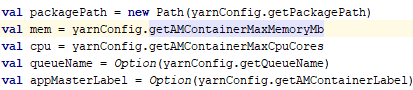 val packagePath = new Path(yarnConfig.getPackagePath)
val mem = yarnConfig.getAMContainerMaxMemoryMb
val cpu = yarnConfig.getAMContainerMaxCpuCores
val queueName = Option(yarnConfig.getQueueName)
val appMasterLabel = Option(yarnConfig.getAMContainerLabel)